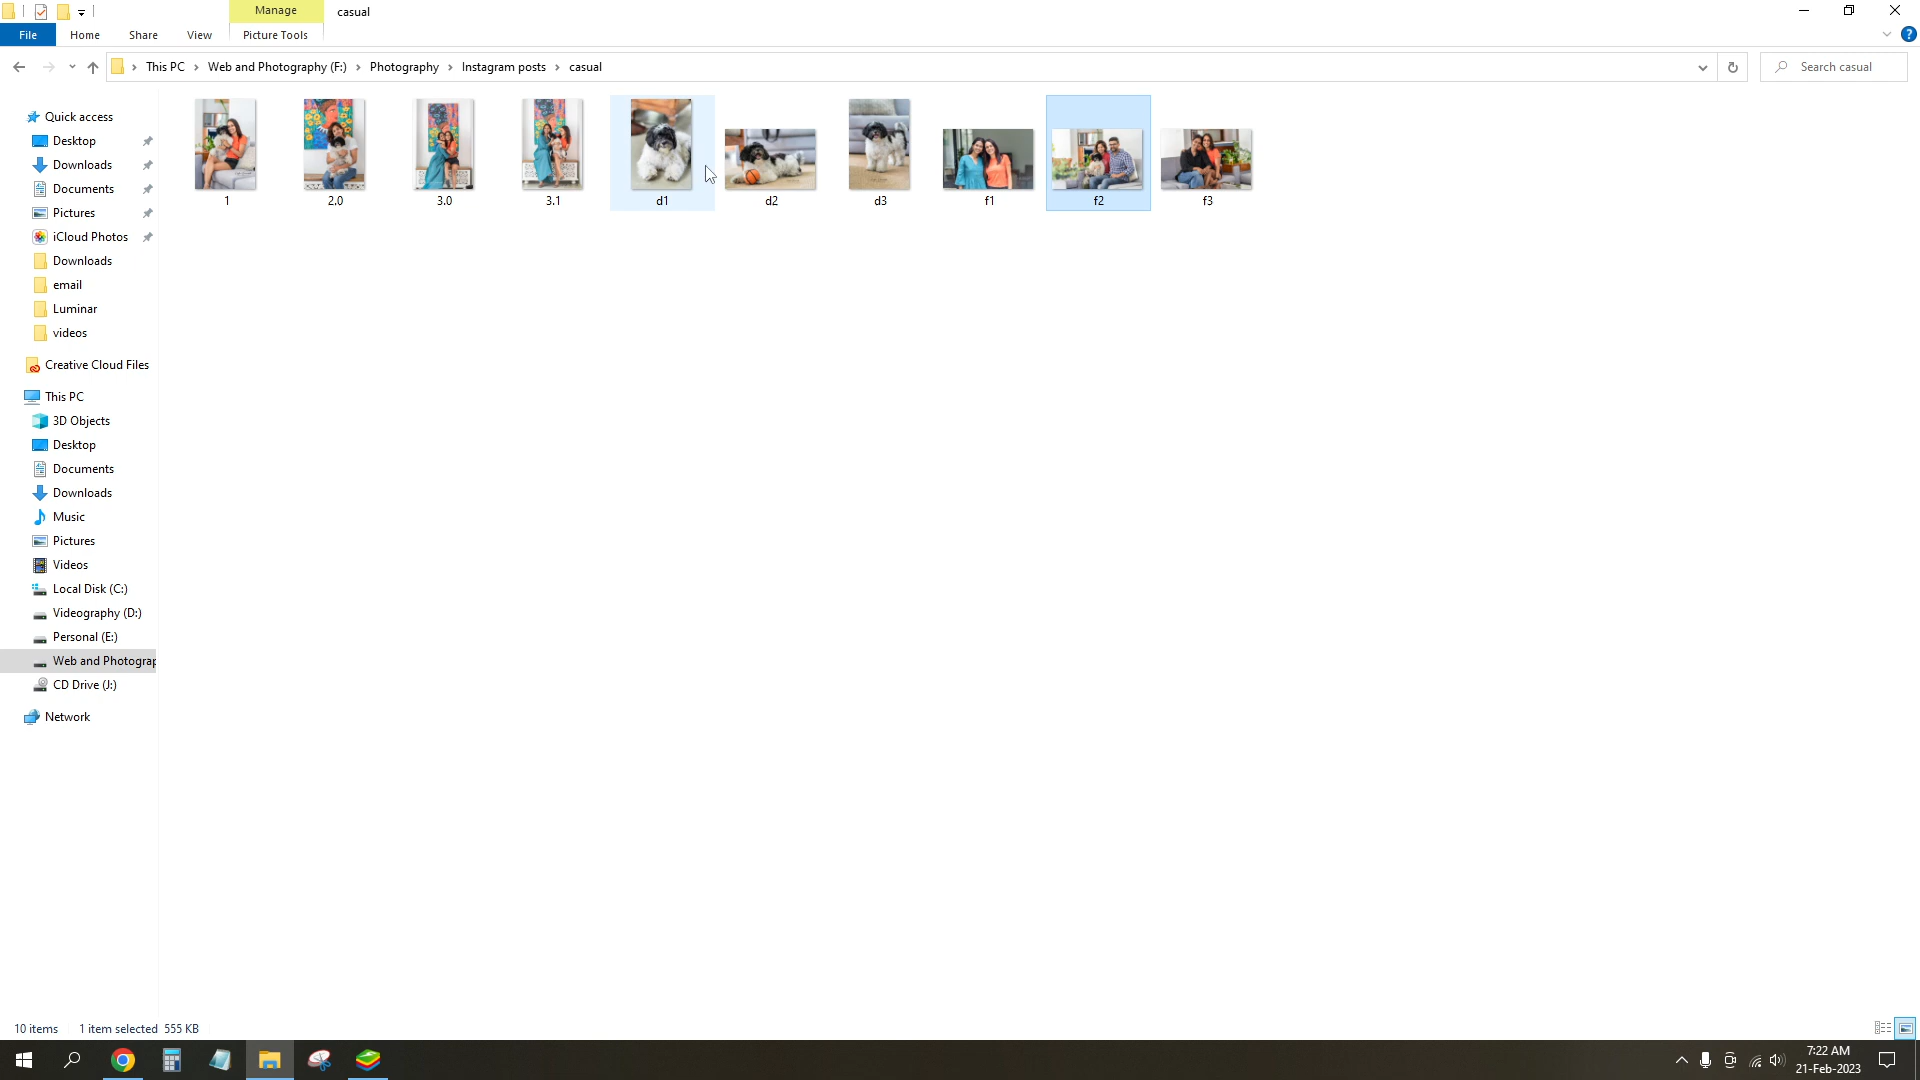 Manage
casual
File
Home
Share
View
Picture Tools
This PC
Web and Photography (F:)
Photography
Instagram posts
casual
Search casual
Quick access
Desktop
Downloads
Documents
Pictures
iCloud Photos
Downloads
email
Luminar
videos
Creative Cloud Files
This PC
3D Objects
Desktop
Documents
Downloads
Music
Pictures
Videos
Local Disk (C:)
Videography (D:)
Personal (E:)
Web and Photograp
CD Drive (J:)
Network
1
2.0
3.0
3.1
d1
d2
d3
f1
f2
f3
10 items
1 item selected 555 KB
7:22 AM
21-Feb-2023